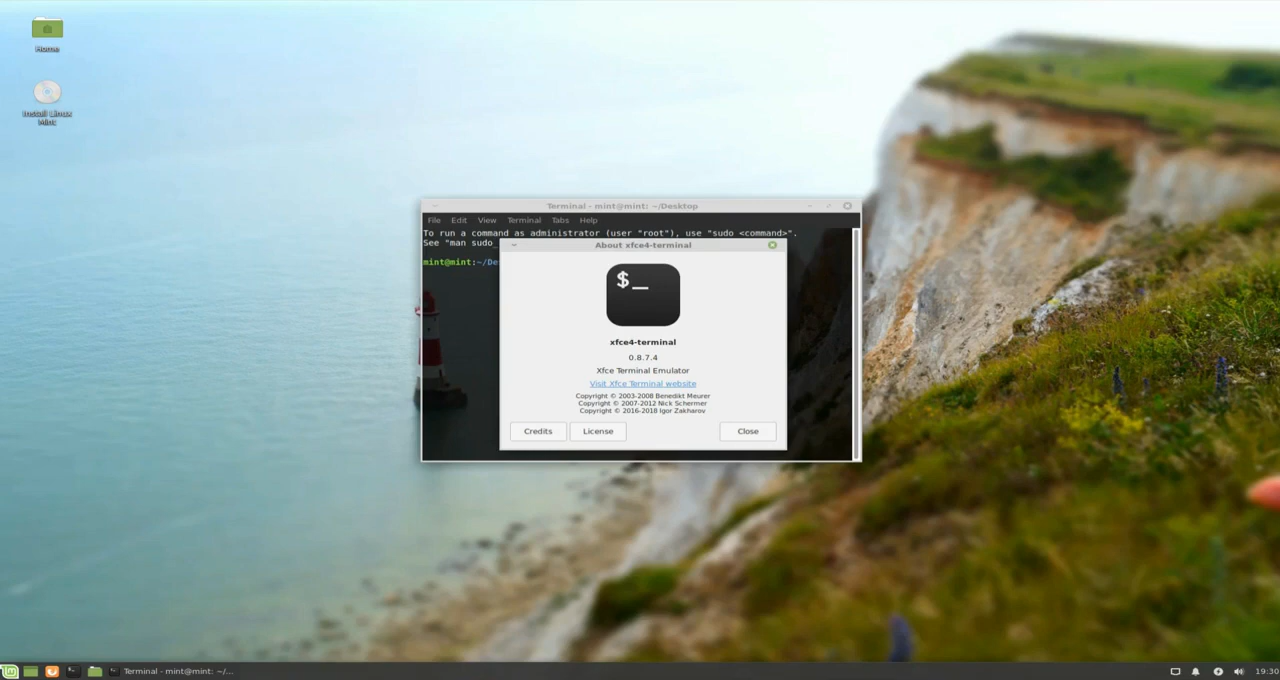 Home
Install Linux
Mint
Terminal - mint@mint: ~/Desktop
File Edit View Terminal Tabs Help
To run a command as administrator (user "root"), use "sudo <command>".
See "man sudo_
mint@mint:~/De
About xfce4-terminal
$_
xfce4-terminal
0.8.7.4
Xfce Terminal Emulator
Visit Xfce Terminal website
Copyright © 2003-2008 Benedikt Meurer
Copyright © 2007-2012 Nick Schermer
Copyright © 2016-2018 Igor Zakharov
Credits License Close
Terminal - mint@mint: ~/... 19:30